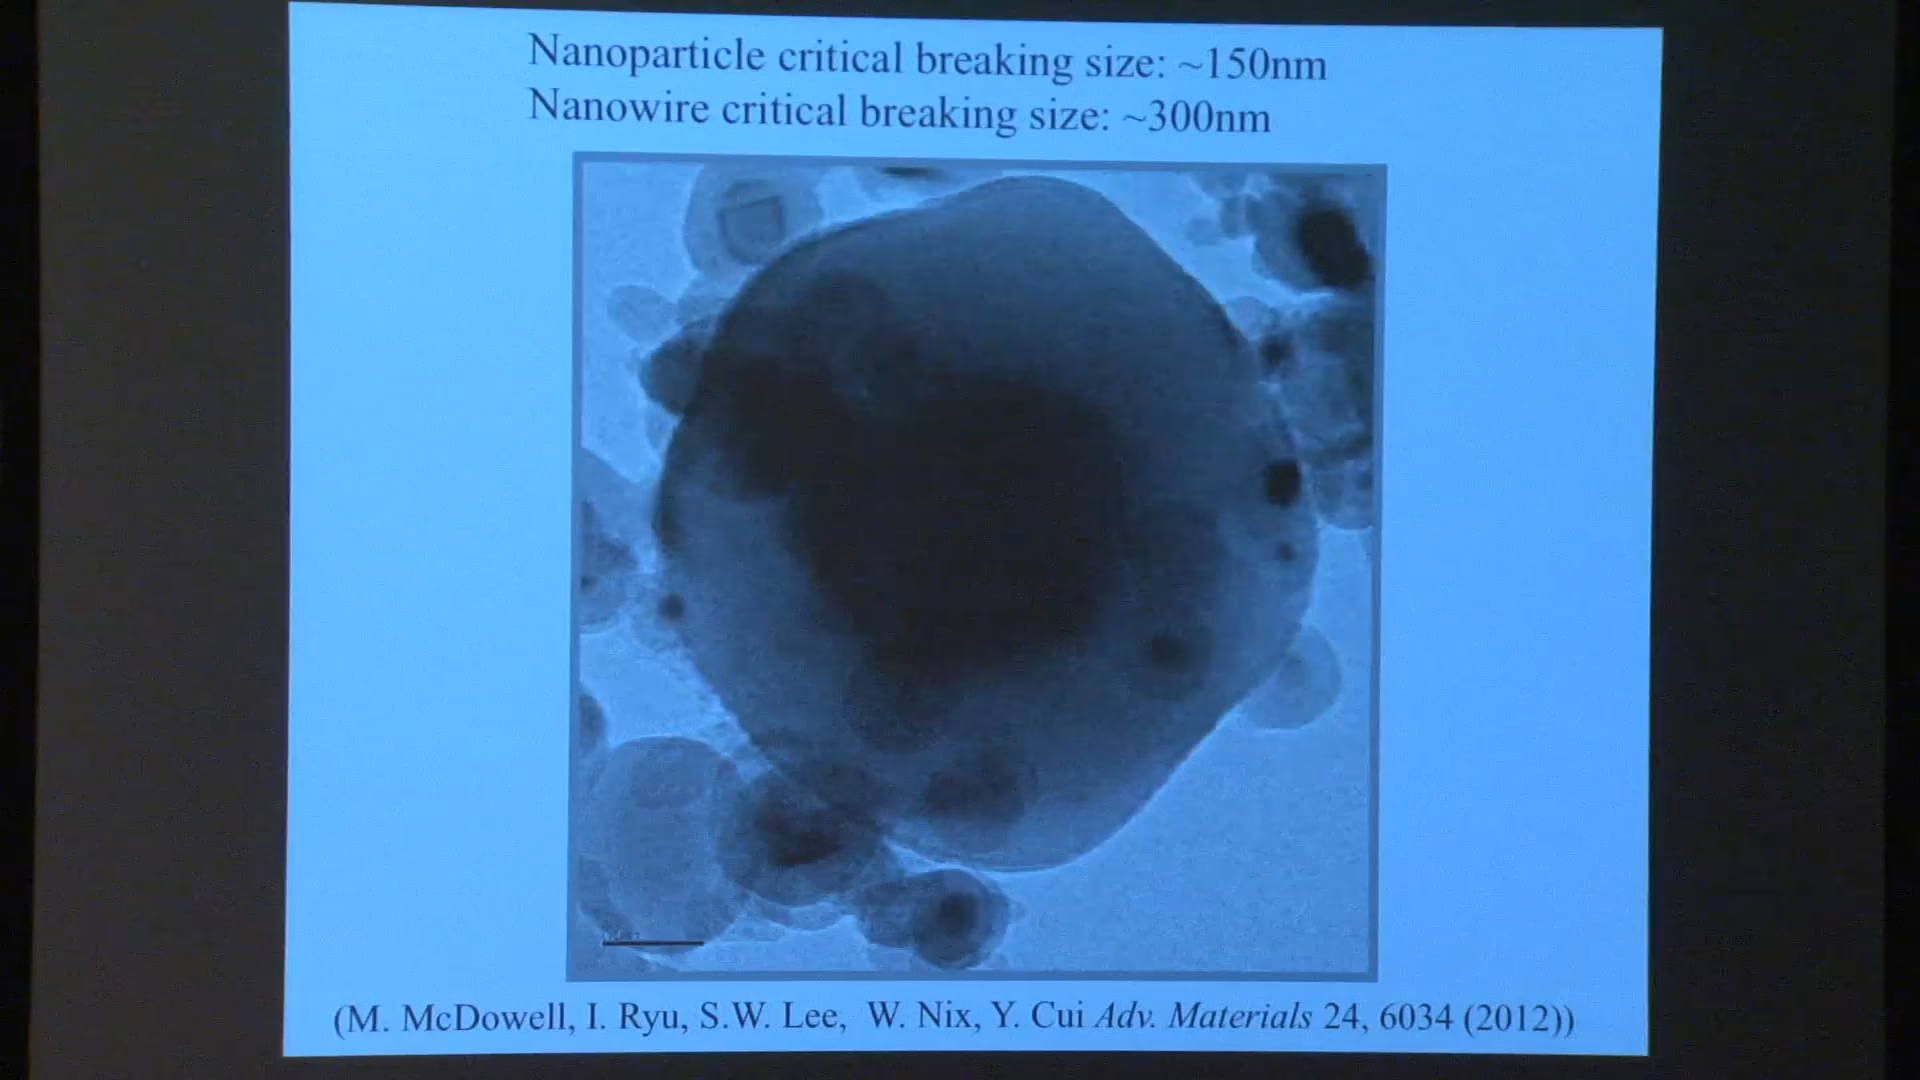 Nanoparticle critical breaking size: ~150nm
Nanowire critical breaking size: ~300nm
(M. McDowell, I. Ryu, S.W. Lee, W. Nix, Y. Cui Adv. Materials 24, 6034 (2012))